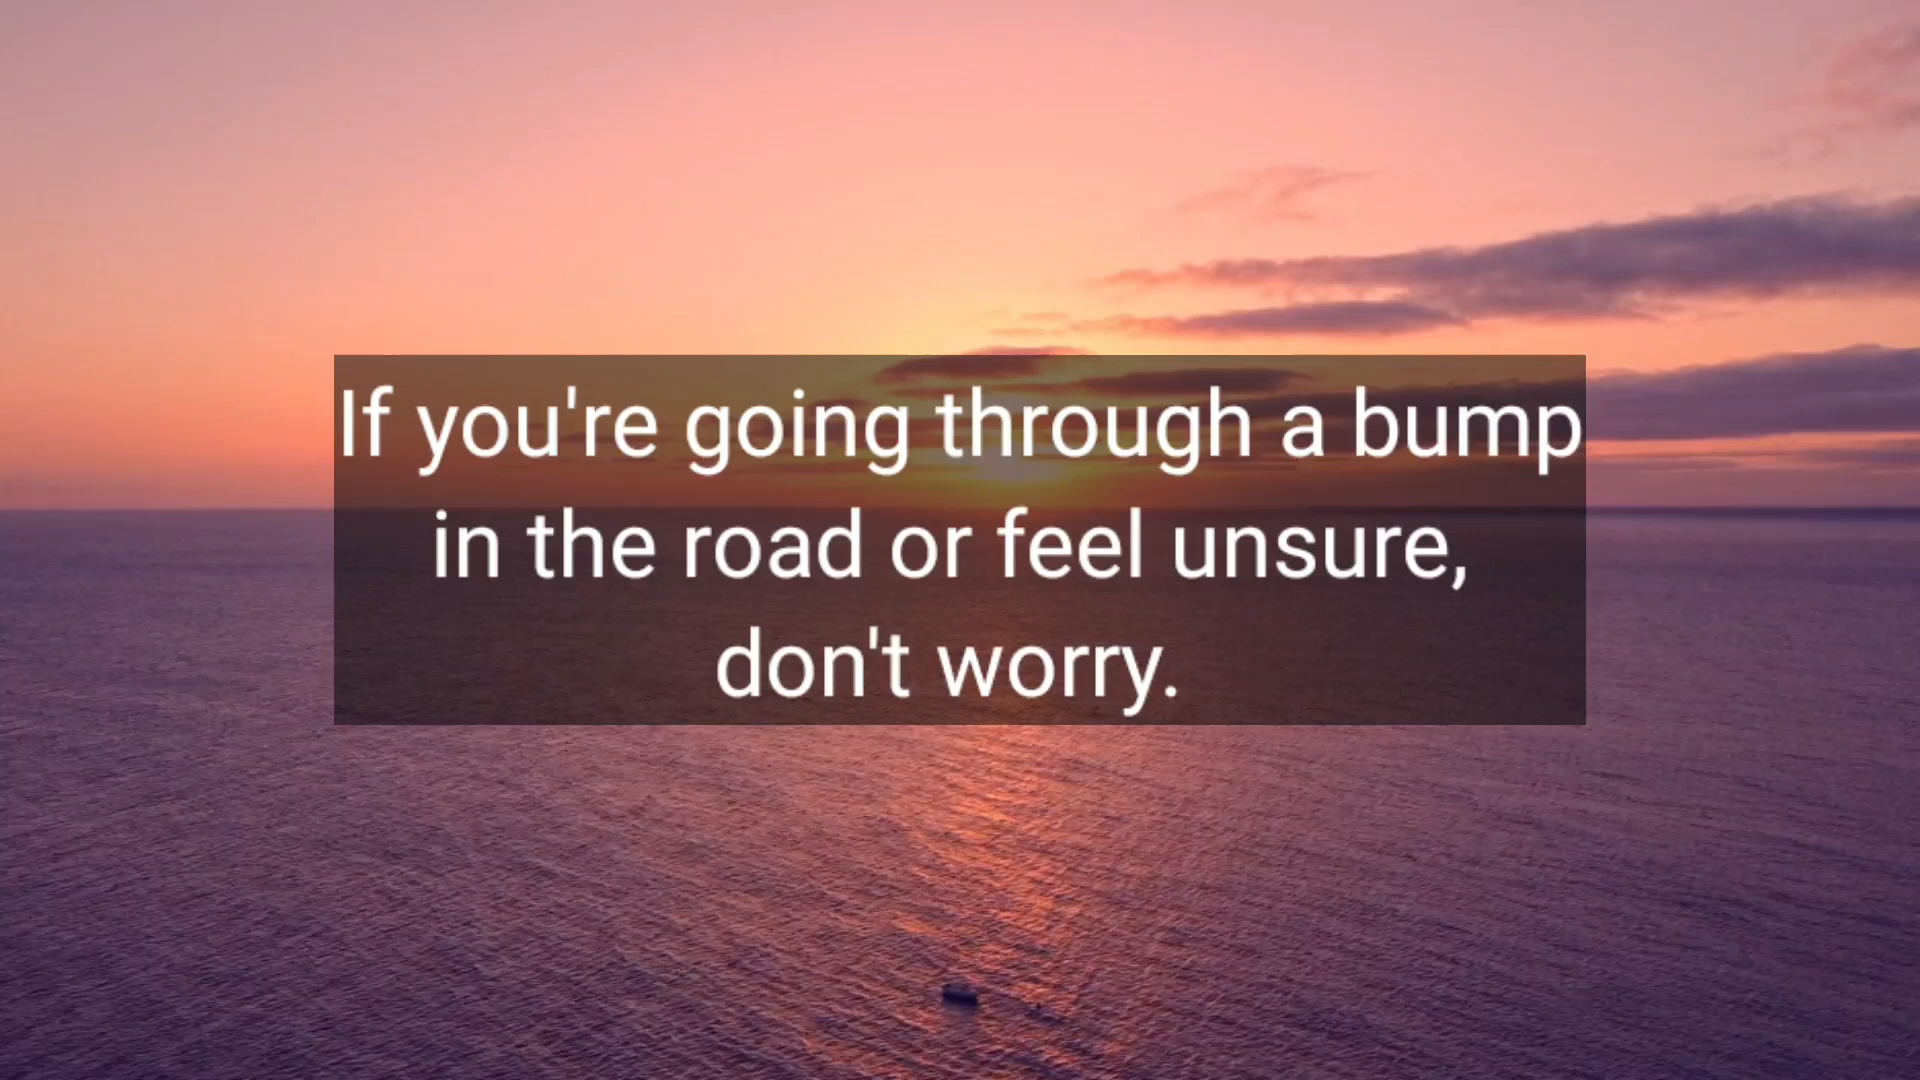 If you're going through a bump
in the road or feel unsure,
don't worry.